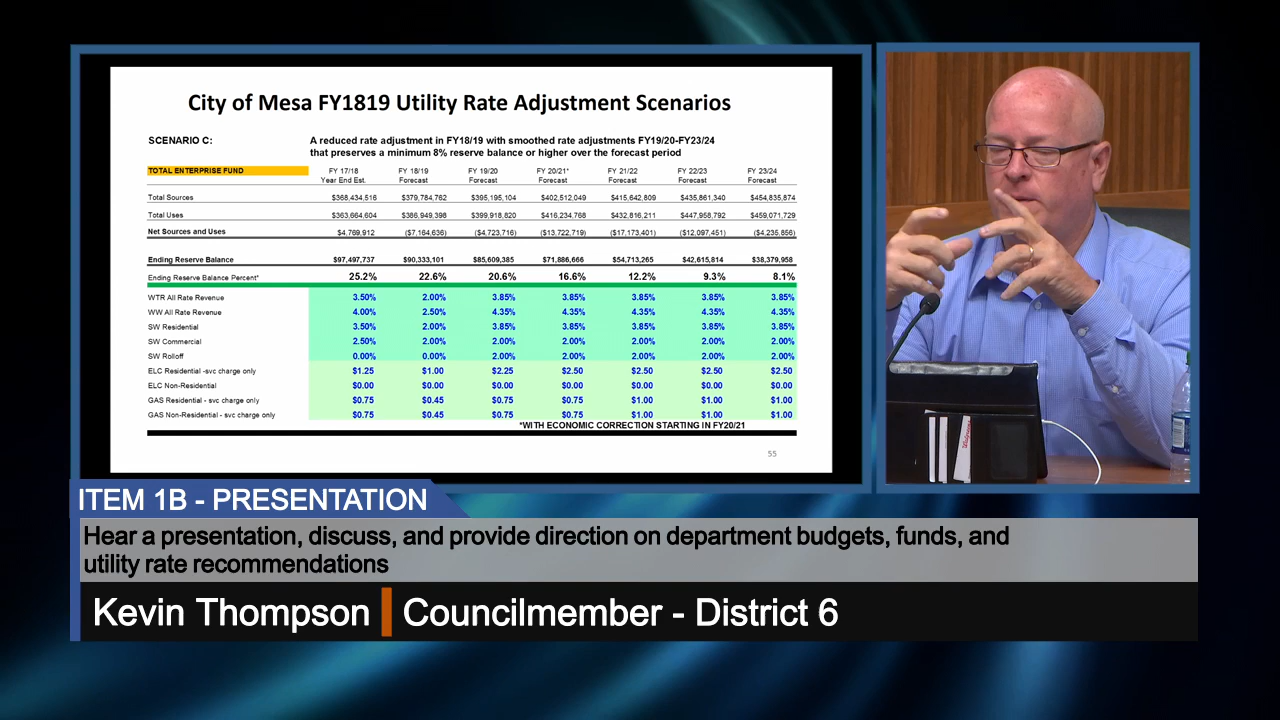 City of Mesa FY1819 Utility Rate Adjustment Scenarios
SCENARIO C: A reduced rate adjustment in FY18/19 with smoothed rate adjustments FY19/20-FY23/24
that preserves a minimum 8% reserve balance or higher over the forecast period
TOTAL ENTERPRISE FUND FY 17/18 FY 18/19 FY 19/20 FY 20/21* FY 21/22 FY 22/23 FY 23/24
Year End Est. Forecast Forecast Forecast Forecast Forecast Forecast
Total Sources $368,434,516 $379,784,762 $395,195,104 $402,512,049 $415,642,809 $435,861,340 $454,835,874
Total Uses $363,664,604 $386,949,398 $399,918,820 $416,234,768 $432,816,211 $447,958,792 $459,071,729
Net Sources and Uses $4,769,912 ($7,164,636) ($4,723,716) ($13,722,719) ($17,173,401) ($12,097,451) ($4,235,856)
Ending Reserve Balance $97,497,737 $90,333,101 $85,609,385 $71,886,666 $54,713,265 $42,615,814 $38,379,958
Ending Reserve Balance Percent* 25.2% 22.6% 20.6% 16.6% 12.2% 9.3% 8.1%
WTR All Rate Revenue 3.50% 2.00% 3.85% 3.85% 3.85% 3.85% 3.85%
WW All Rate Revenue 4.00% 2.50% 4.35% 4.35% 4.35% 4.35% 4.35%
SW Residential 3.50% 2.00% 3.85% 3.85% 3.85% 3.85% 3.85%
SW Commercial 2.50% 2.00% 2.00% 2.00% 2.00% 2.00% 2.00%
SW Rolloff 0.00% 0.00% 2.00% 2.00% 2.00% 2.00% 2.00%
ELC Residential -svc charge only $1.25 $1.00 $2.25 $2.50 $2.50 $2.50 $2.50
ELC Non-Residential $0.00 $0.00 $0.00 $0.00 $0.00 $0.00 $0.00
GAS Residential - svc charge only $0.75 $0.45 $0.75 $0.75 $1.00 $1.00 $1.00
GAS Non-Residential - svc charge only $0.75 $0.45 $0.75 $0.75 $1.00 $1.00 $1.00
*WITH ECONOMIC CORRECTION STARTING IN FY20/21
55
ITEM 1B - PRESENTATION
Hear a presentation, discuss, and provide direction on department budgets, funds, and
utility rate recommendations
Kevin Thompson Councilmember - District 6